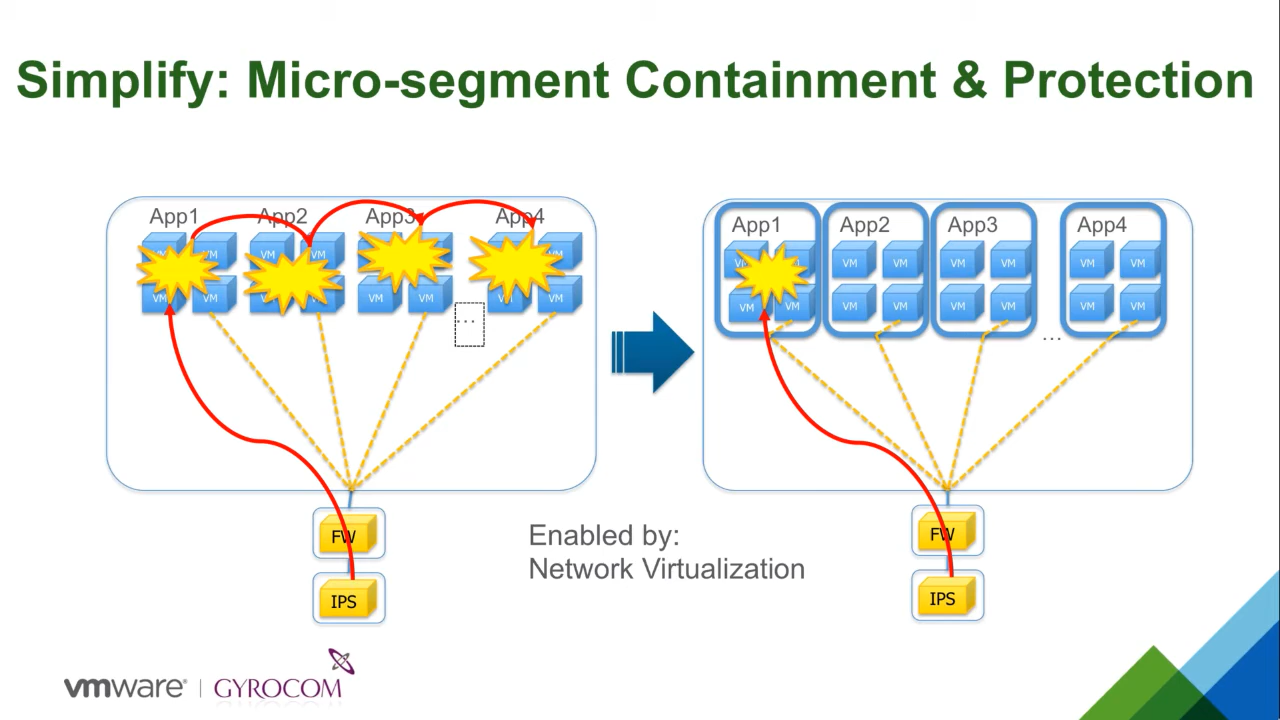 Simplify: Micro-segment Containment & Protection
App1 App2 App3 App4
VM VM VM
VM VM VM VM VM VM
...
FW
IPS
App1 App2 App3 App4
VM VM VM VM VM VM
VM VM VM VM VM VM VM VM
...
FW
IPS
Enabled by:
Network Virtualization
vmware | GYROCOM